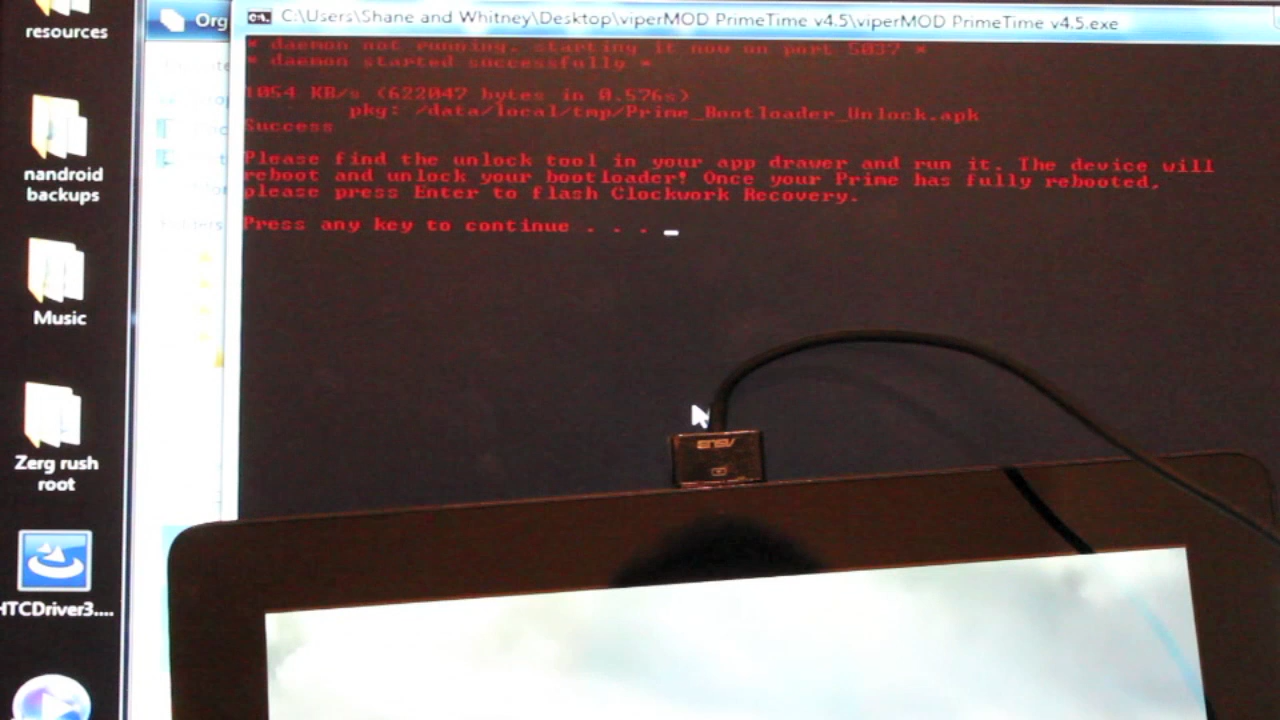 resources
Org
C:\Users\Shane and Whitney\Desktop\viperMOD PrimeTime v4.5\viperMOD PrimeTime v4.5.exe
* daemon not running. starting it now on port 5037 *
* daemon started successfully *
1054 KB/s (622047 bytes in 0.576s)
pkg: /data/local/tmp/Prime_Bootloader_Unlock.apk
Success
Please find the unlock tool in your app drawer and run it. The device will
reboot and unlock your bootloader! Once your Prime has fully rebooted,
please press Enter to flash Clockwork Recovery.
Press any key to continue . . .
nandroid
backups
Music
Zerg rush
root
HTCDriver3....
ASUS